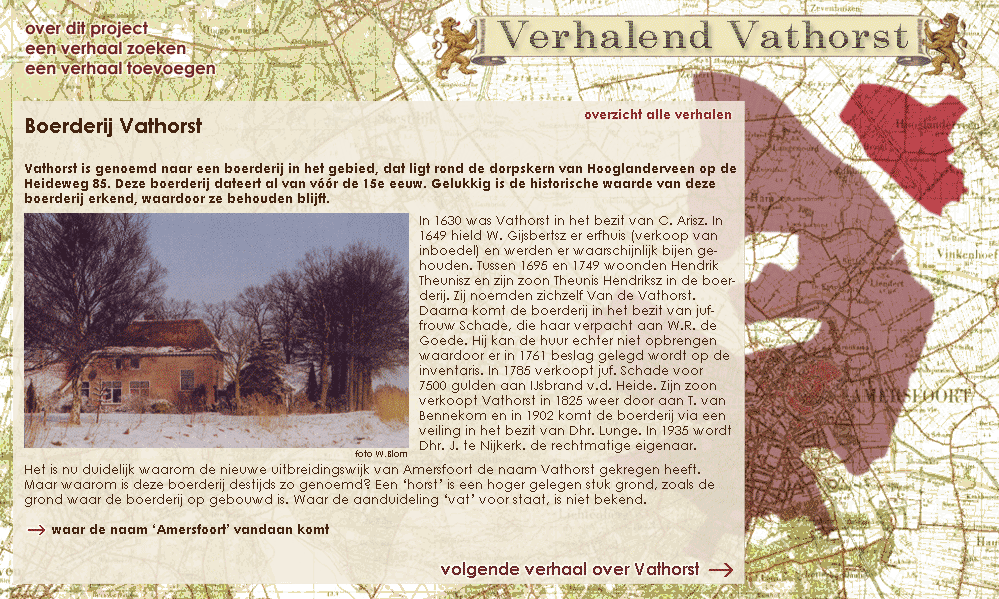 over dit project
een verhaal zoeken
een verhaal toevoegen
Verhalend Vathorst
overzicht alle verhalen
Boerderij Vathorst
Vathorst is genoemd naar een boerderij in het gebied, dat ligt rond de dorpskern van Hooglanderveen op de
Heideweg 85. Deze boerderij dateert al van vóór de 15e eeuw. Gelukkig is de historische waarde van deze
boerderij erkend, waardoor ze behouden blijft.
In 1630 was Vathorst in het bezit van C. Arisz. In
1649 hield W. Gijsbertsz er erfhuis (verkoop van
inboedel) en werden er waarschijnlijk bijen ge-
houden. Tussen 1695 en 1749 woonden Hendrik
Theunisz en zijn zoon Theunis Hendriksz in de boer-
derij. Zij noemden zichzelf Van de Vathorst.
Daarna komt de boerderij in het bezit van juf-
frouw Schade, die haar verpacht aan W.R. de
Goede. Hij kan de huur echter niet opbrengen
waardoor er in 1761 beslag gelegd wordt op de
inventaris. In 1785 verkoopt juf. Schade voor
7500 gulden aan IJsbrand v.d. Heide. Zijn zoon
verkoopt Vathorst in 1825 weer door aan T. van
Bennekom en in 1902 komt de boerderij via een
veiling in het bezit van Dhr. Lunge. In 1935 wordt
Dhr. J. te Nijkerk. de rechtmatige eigenaar.
foto W.Blom
Het is nu duidelijk waarom de nieuwe uitbreidingswijk van Amersfoort de naam Vathorst gekregen heeft.
Maar waarom is deze boerderij destijds zo genoemd? Een ‘horst’ is een hoger gelegen stuk grond, zoals de
grond waar de boerderij op gebouwd is. Waar de aanduideling ‘vat’ voor staat, is niet bekend.
→ waar de naam ‘Amersfoort’ vandaan komt
volgende verhaal over Vathorst →
Hooglanderveen
AMERSFOORT